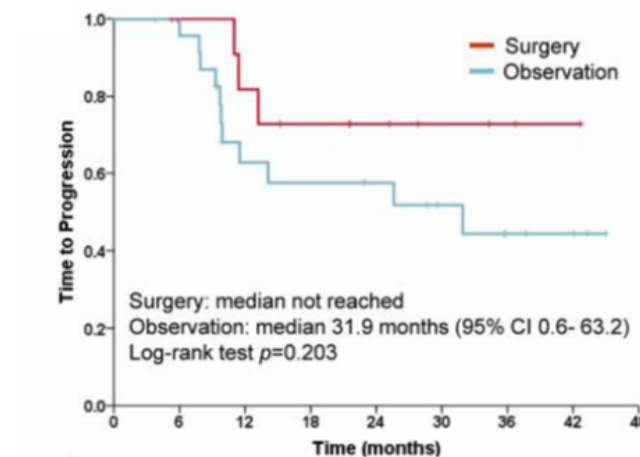 1.0
Surgery
Observation
0.8
0.6
0.4
0.2
0.0
Time to Progression
Surgery: median not reached
Observation: median 31.9 months (95% CI 0.6- 63.2)
Log-rank test p=0.203
0 6 12 18 24 30 36 42
Time (months)